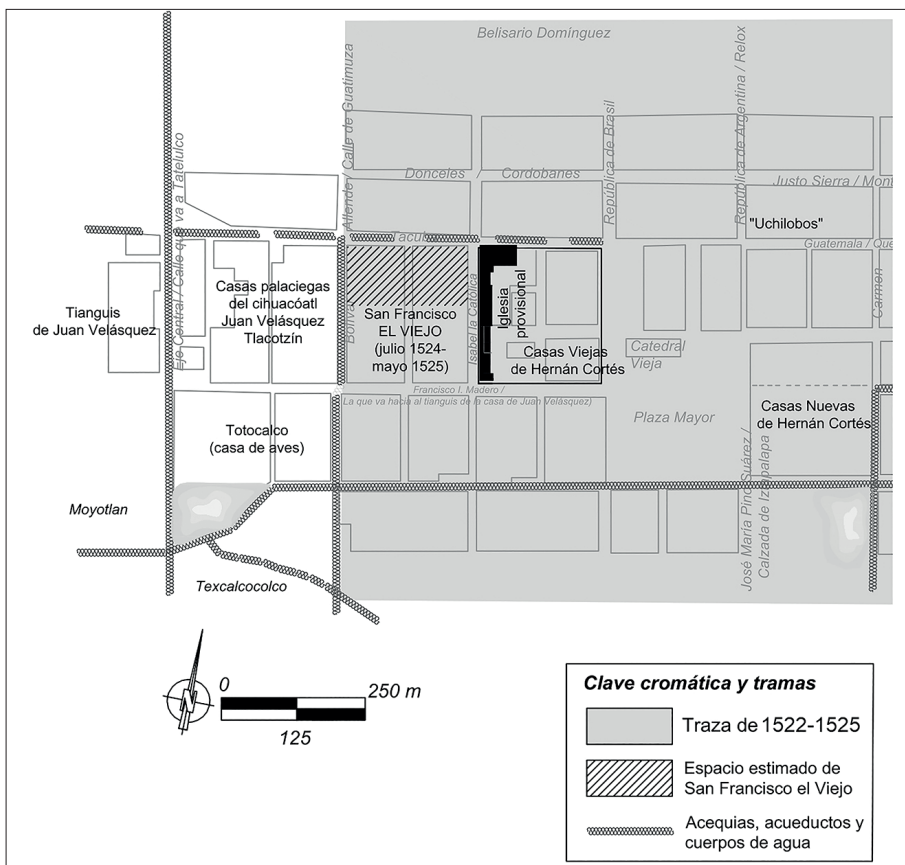 Belisario Domínguez
Eje Central / Calle que va a Tatelulco
Allende / Calle de Guatimuza
República de Brasil
República de Argentina / Relox
Donceles / Cordobanes
Justo Sierra / Mont
"Uchilobos"
Guatemala / Que
Tacuba
Carmen
Tianguis
de Juan Velásquez
Casas palaciegas
del cihuacóatl
Juan Velásquez
Tlacotzín
Bolívar
San Francisco
EL VIEJO
(julio 1524-
mayo 1525)
Isabel la Católica
Iglesia
provisional
Casas Viejas
de Hernán Cortés
Catedral
Vieja
Francisco I. Madero /
La que va hacia al tianguis de la casa de Juan Velásquez)
Plaza Mayor
Casas Nuevas
de Hernán Cortés
Totocalco
(casa de aves)
José María Pino Suárez /
Calzada de Iztapalapa
Moyotlan
Texcalcocolco
0
250 m
125
Clave cromática y tramas
Traza de 1522-1525
Espacio estimado de
San Francisco el Viejo
Acequias, acueductos y
cuerpos de agua